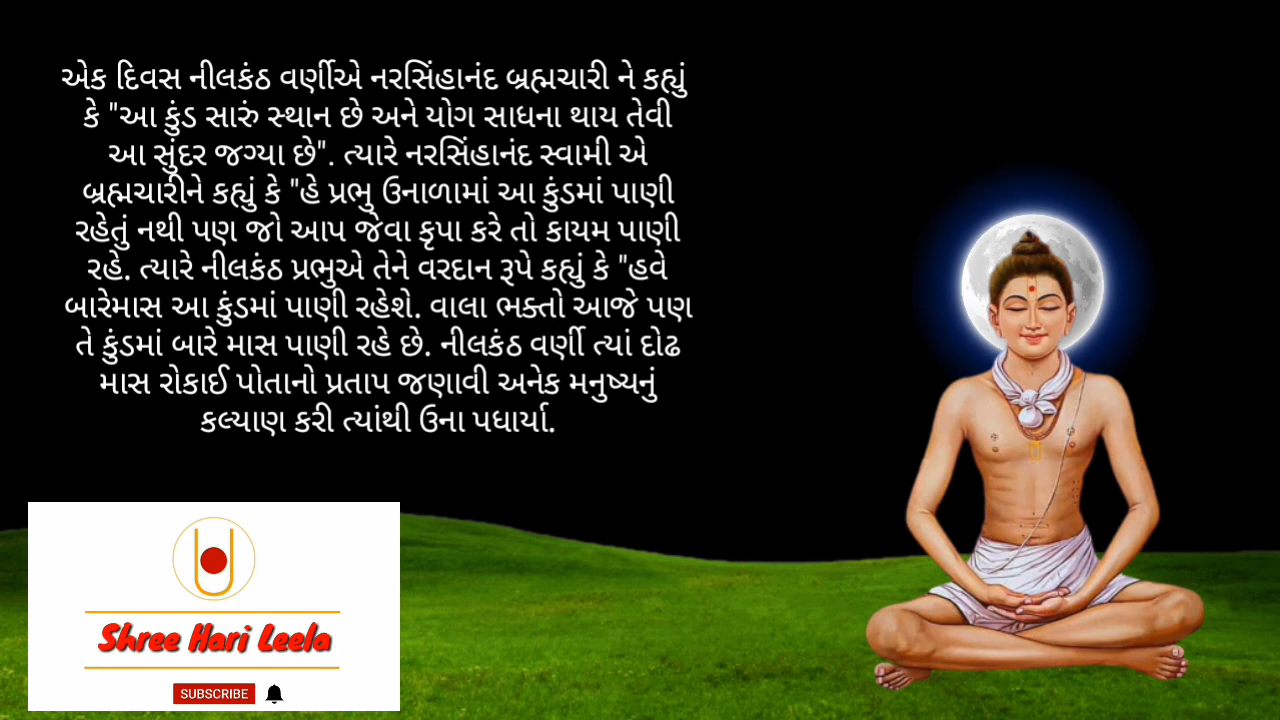 એક દિવસ નીલકંઠ વર્ણીએ નરસિંહાનંદ બ્રહ્મચારી ને કહ્યું
કે "આ કુંડ સારું સ્થાન છે અને યોગ સાધના થાય તેવી
આ સુંદર જગ્યા છે". ત્યારે નરસિંહાનંદ સ્વામી એ
બ્રહ્મચારીને કહ્યું કે "હે પ્રભુ ઉનાળામાં આ કુંડમાં પાણી
રહેતું નથી પણ જો આપ જેવા કૃપા કરે તો કાયમ પાણી
રહે. ત્યારે નીલકંઠ પ્રભુએ તેને વરદાન રૂપે કહ્યું કે "હવે
બારેમાસ આ કુંડમાં પાણી રહેશે. વાલા ભક્તો આજે પણ
તે કુંડમાં બારે માસ પાણી રહે છે. નીલકંઠ વર્ણી ત્યાં દોઢ
માસ રોકાઈ પોતાનો પ્રતાપ જણાવી અનેક મનુષ્યનું
કલ્યાણ કરી ત્યાંથી ઉના પધાર્યા.
Shree Hari Leela
SUBSCRIBE